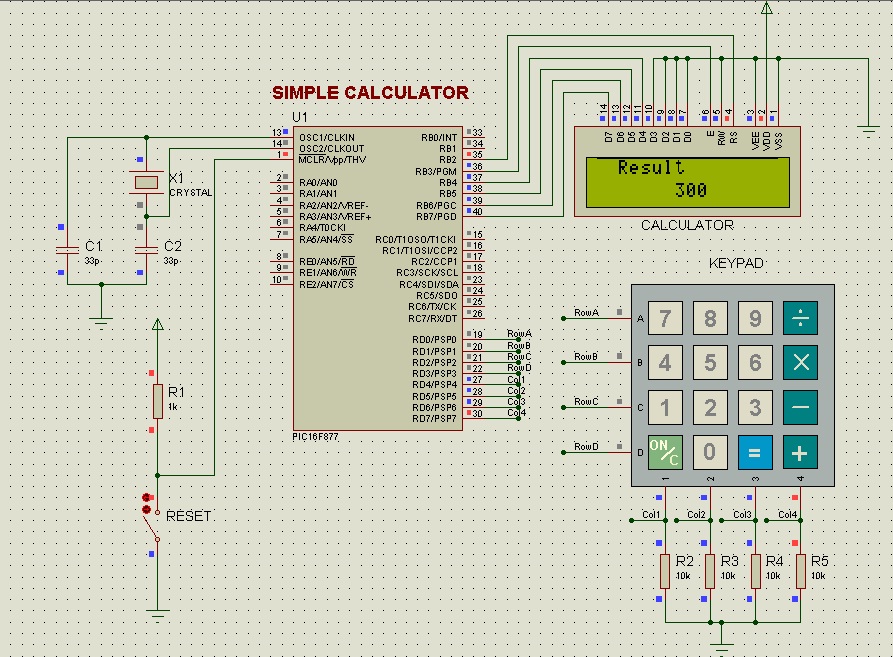 SIMPLE CALCULATOR
U1
13 OSC1/CLKIN RB0/INT 33
14 OSC2/CLKOUT RB1 34
1 MCLR/Vpp/THV RB2 35
RB3/PGM 36
2 RA0/AN0 RB4 37
3 RA1/AN1 RB5 38
4 RA2/AN2/VREF- RB6/PGC 39
5 RA3/AN3/VREF+ RB7/PGD 40
6 RA4/T0CKI
7 RA5/AN4/SS RC0/T1OSO/T1CKI 15
RC1/T1OSI/CCP2 16
8 RE0/AN5/RD RC2/CCP1 17
9 RE1/AN6/WR RC3/SCK/SCL 18
10 RE2/AN7/CS RC4/SDI/SDA 23
RC5/SDO 24
RC6/TX/CK 25
RC7/RX/DT 26
RD0/PSP0 19 RowA
RD1/PSP1 20 RowB
RD2/PSP2 21 RowC
RD3/PSP3 22 RowD
RD4/PSP4 27 Col1
RD5/PSP5 28 Col2
RD6/PSP6 29 Col3
RD7/PSP7 30 Col4
PIC16F877
X1
CRYSTAL
C1
33p
C2
33p
R1
1k
RESET
14 13 12 11 10 9 8 7 6 5 4 3 2 1
D7 D6 D5 D4 D3 D2 D1 D0 E RW RS VEE VDD VSS
Result
300
CALCULATOR
KEYPAD
RowA A 7 8 9 ÷
RowB B 4 5 6 ×
RowC C 1 2 3 −
RowD D ON/C 0 = +
1 2 3 4
Col1 Col2 Col3 Col4
R2 R3 R4 R5
10k 10k 10k 10k